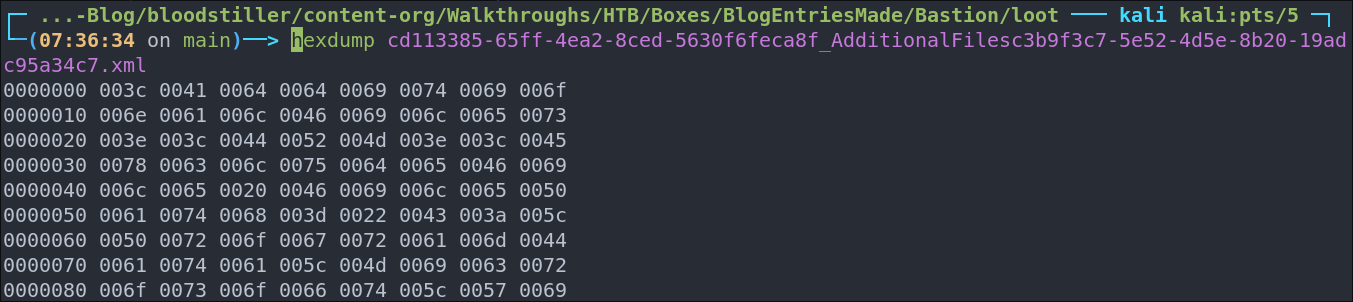 ...-Blog/bloodstiller/content-org/Walkthroughs/HTB/Boxes/BlogEntriesMade/Bastion/loot kali kali:pts/5
(07:36:34 on main)──> hexdump cd113385-65ff-4ea2-8ced-5630f6feca8f_AdditionalFilesc3b9f3c7-5e52-4d5e-8b20-19ad
c95a34c7.xml
0000000 003c 0041 0064 0064 0069 0074 0069 006f
0000010 006e 0061 006c 0046 0069 006c 0065 0073
0000020 003e 003c 0044 0052 004d 003e 003c 0045
0000030 0078 0063 006c 0075 0064 0065 0046 0069
0000040 006c 0065 0020 0046 0069 006c 0065 0050
0000050 0061 0074 0068 003d 0022 0043 003a 005c
0000060 0050 0072 006f 0067 0072 0061 006d 0044
0000070 0061 0074 0061 005c 004d 0069 0063 0072
0000080 006f 0073 006f 0066 0074 005c 0057 0069